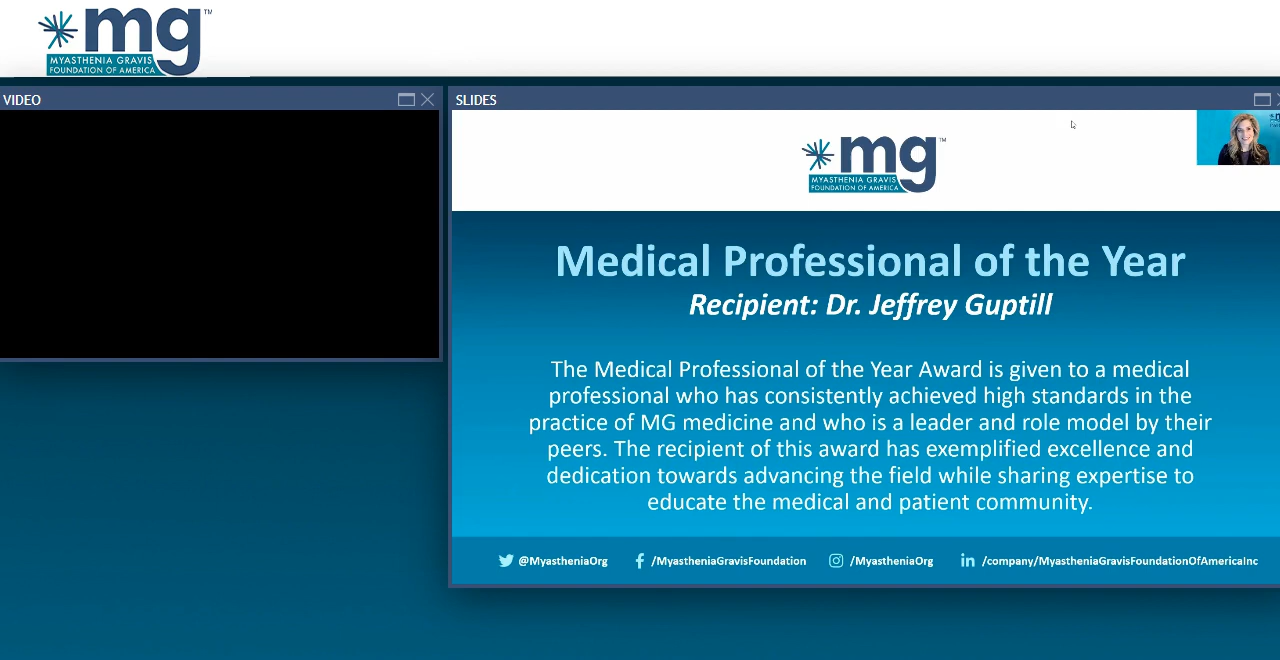 mg™
MYASTHENIA GRAVIS
FOUNDATION OF AMERICA
VIDEO
SLIDES
mg™
MYASTHENIA GRAVIS
FOUNDATION OF AMERICA
Medical Professional of the Year
Recipient: Dr. Jeffrey Guptill
The Medical Professional of the Year Award is given to a medical
professional who has consistently achieved high standards in the
practice of MG medicine and who is a leader and role model by their
peers. The recipient of this award has exemplified excellence and
dedication towards advancing the field while sharing expertise to
educate the medical and patient community.
@MyastheniaOrg /MyastheniaGravisFoundation /MyastheniaOrg in /company/MyastheniaGravisFoundationOfAmericaInc